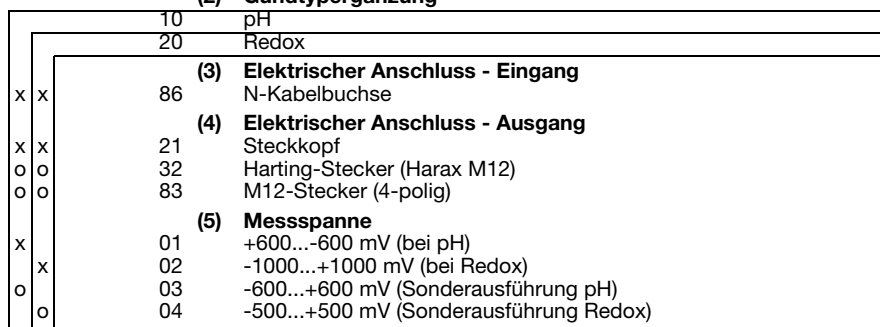 10 pH
20 Redox
(3) Elektrischer Anschluss - Eingang
x x 86 N-Kabelbuchse
(4) Elektrischer Anschluss - Ausgang
x x 21 Steckkopf
o o 32 Harting-Stecker (Harax M12)
o o 83 M12-Stecker (4-polig)
(5) Messspanne
x 01 +600...-600 mV (bei pH)
x 02 -1000...+1000 mV (bei Redox)
o 03 -600...+600 mV (Sonderausführung pH)
o 04 -500...+500 mV (Sonderausführung Redox)